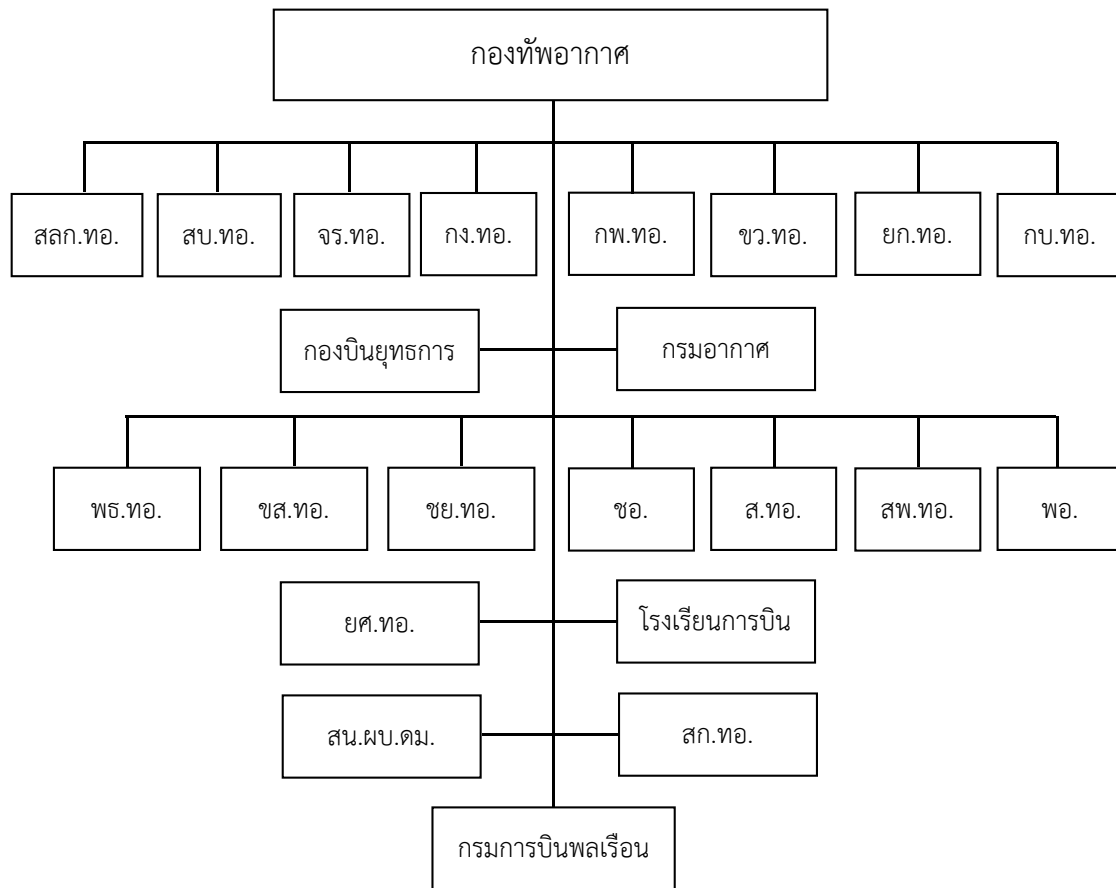 กองทัพอากาศ
สลก.ทอ.
สบ.ทอ.
จร.ทอ.
กง.ทอ.
กพ.ทอ.
ขว.ทอ.
ยก.ทอ.
กบ.ทอ.
กองบินยุทธการ
กรมอากาศ
พธ.ทอ.
ขส.ทอ.
ชย.ทอ.
ชอ.
ส.ทอ.
สพ.ทอ.
พอ.
ยศ.ทอ.
โรงเรียนการบิน
สน.ผบ.ดม.
สก.ทอ.
กรมการบินพลเรือน